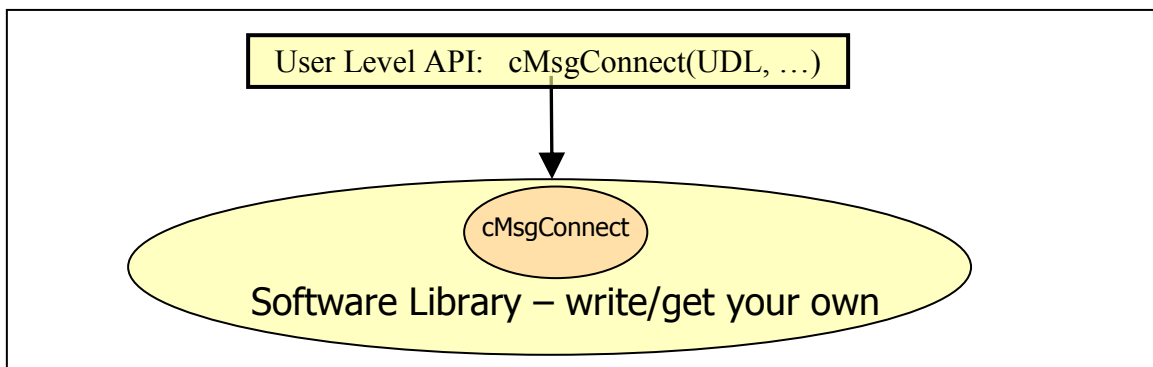 User Level API: cMsgConnect(UDL, …)
cMsgConnect
Software Library – write/get your own